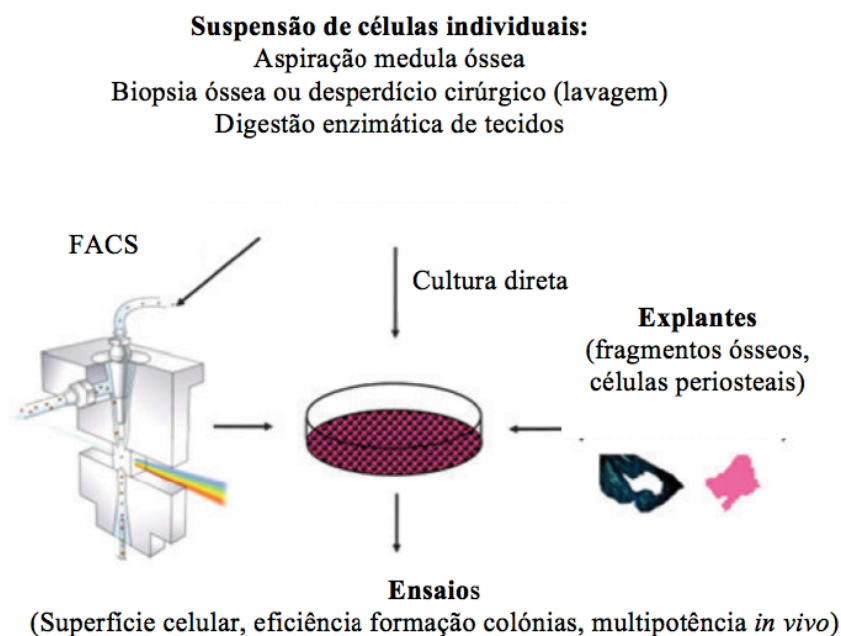 Suspensão de células individuais:
Aspiração medula óssea
Biopsia óssea ou desperdício cirúrgico (lavagem)
Digestão enzimática de tecidos
FACS
Cultura direta
Explantes
(fragmentos ósseos,
células periosteais)
Ensaios
(Superfície celular, eficiência formação colónias, multipotência in vivo)